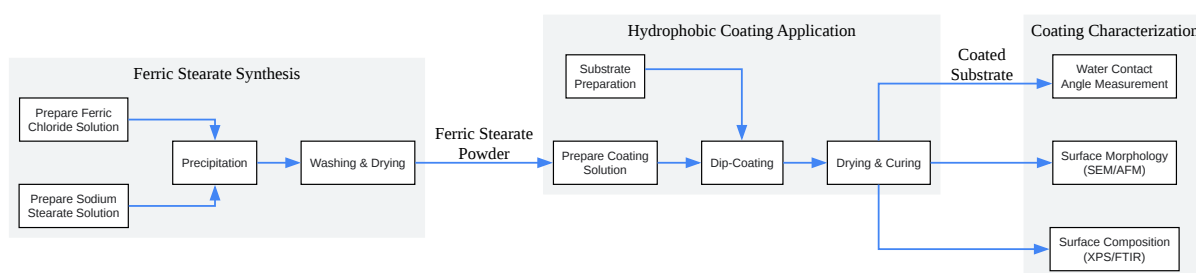 Ferric Stearate Synthesis
Prepare Ferric
Chloride Solution
Prepare Sodium
Stearate Solution
Precipitation
Washing & Drying
Ferric Stearate
Powder
Hydrophobic Coating Application
Substrate
Preparation
Prepare Coating
Solution
Dip-Coating
Drying & Curing
Coated
Substrate
Coating Characterization
Water Contact
Angle Measurement
Surface Morphology
(SEM/AFM)
Surface Composition
(XPS/FTIR)